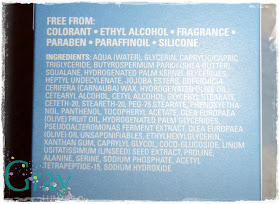 FREE FROM:
COLORANT • ETHYL ALCOHOL • FRAGRANCE •
PARABEN • PARAFFINOIL • SILICONE
INGREDIENTS: AQUA (WATER), GLYCERIN, CAPRYLIC/CAPRIC
TRIGLYCERIDE, BUTYROSPERMUM PARKII (SHEA) BUTTER,
SQUALANE, HYDROGENATED PALM KERNEL GLYCERIDES,
HEPTYL UNDECYLENATE, JOJOBA ESTERS,
CERIFERA (CARNAUBA) WAX, HYDROGENATED OLIVE OIL,
CETEARYL ALCOHOL, CETYL ALCOHOL, GLYCERYL STEARATE,
CETETH-20, STEARETH-20, PEG-75 STEARATE, PHENOXYETHA-
NOL, PANTHENOL, TOCOPHERYL ACETATE, OLEA EUROPAEA
(OLIVE) FRUIT OIL, HYDROGENATED PALM GLYCERIDES,
PSEUDOALTEROMONAS FERMENT EXTRACT, OLEA EUROPAEA
(OLIVE) OIL UNSAPONIFIABLES, ETHYLHEXYLGLYCERIN,
XANTHAN GUM, CAPRYLYL GLYCOL, COCO-GLUCOSIDE, LINUM
USITATISSIMUM (LINSEED) SEED EXTRACT, PROLINE,
ALANINE, SERINE, SODIUM PHOSPHATE, ACETYL
TETRAPEPTIDE-15, SODIUM HYDROXIDE